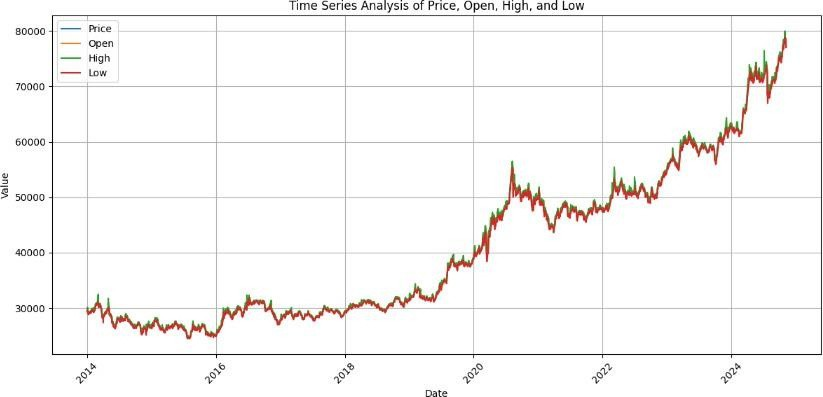 Time Series Analysis of Price, Open, High, and Low
Price
Open
High
Low
80000
70000
60000
50000
40000
30000
Value
2014
2016
2018
2020
2022
2024
Date